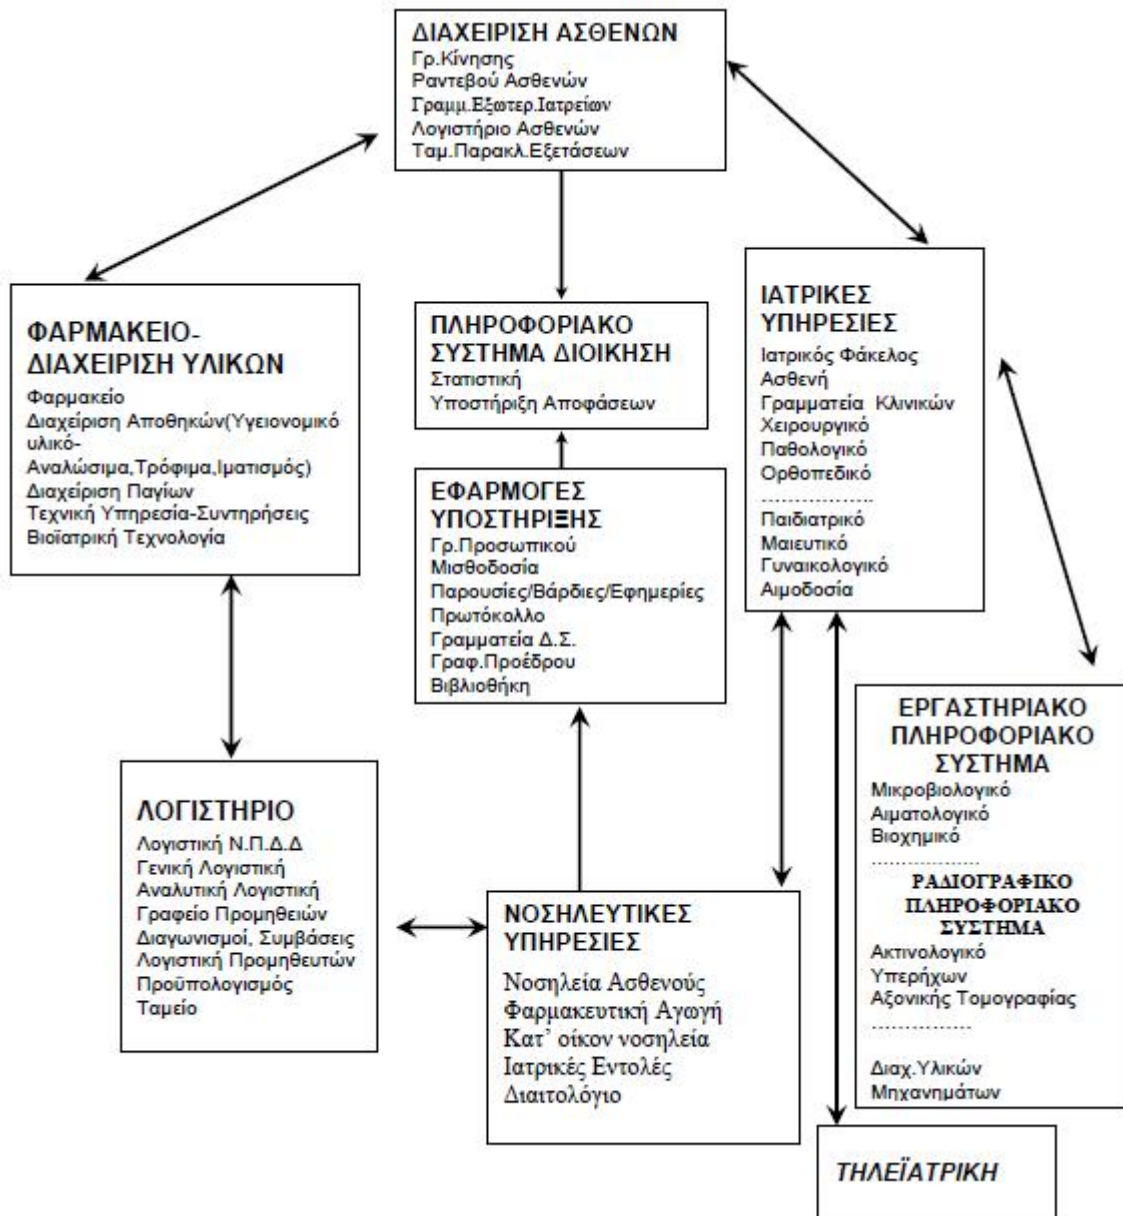 ΔΙΑΧΕΙΡΙΣΗ ΑΣΘΕΝΩΝ
Γρ.Κίνησης
Ραντεβού Ασθενών
Γραμμ.Εξωτερ.Ιατρείων
Λογιστήριο Ασθενών
Ταμ.Παρακλ.Εξετάσεων
ΦΑΡΜΑΚΕΙΟ-
ΔΙΑΧΕΙΡΙΣΗ ΥΛΙΚΩΝ
Φαρμακείο
Διαχείριση Αποθηκών(Υγειονομικό
υλικό-
Αναλώσιμα,Τρόφιμα,Ιματισμός)
Διαχείριση Παγίων
Τεχνική Υπηρεσία-Συντηρήσεις
Βιοϊατρική Τεχνολογία
ΠΛΗΡΟΦΟΡΙΑΚΟ
ΣΥΣΤΗΜΑ ΔΙΟΙΚΗΣΗ
Στατιστική
Υποστήριξη Αποφάσεων
ΙΑΤΡΙΚΕΣ
ΥΠΗΡΕΣΙΕΣ
Ιατρικός Φάκελος
Ασθενή
Γραμματεία Κλινικών
Χειρουργικό
Παθολογικό
Ορθοπεδικό
...................
Παιδιατρικό
Μαιευτικό
Γυναικολογικό
Αιμοδοσία
ΕΦΑΡΜΟΓΕΣ
ΥΠΟΣΤΗΡΙΞΗΣ
Γρ.Προσωπικού
Μισθοδοσία
Παρουσίες/Βάρδιες/Εφημερίες
Πρωτόκολλο
Γραμματεία Δ.Σ.
Γραφ.Προέδρου
Βιβλιοθήκη
ΕΡΓΑΣΤΗΡΙΑΚΟ
ΠΛΗΡΟΦΟΡΙΑΚΟ
ΣΥΣΤΗΜΑ
Μικροβιολογικό
Αιματολογικό
Βιοχημικό
...................
ΡΑΔΙΟΓΡΑΦΙΚΟ
ΠΛΗΡΟΦΟΡΙΑΚΟ
ΣΥΣΤΗΜΑ
Ακτινολογικό
Υπερήχων
Αξονικής Τομογραφίας
.................
Διαχ.Υλικών
Μηχανημάτων
ΛΟΓΙΣΤΗΡΙΟ
Λογιστική Ν.Π.Δ.Δ
Γενική Λογιστική
Αναλυτική Λογιστική
Γραφείο Προμηθειών
Διαγωνισμοί, Συμβάσεις
Λογιστική Προμηθευτών
Προϋπολογισμός
Ταμείο
ΝΟΣΗΛΕΥΤΙΚΕΣ
ΥΠΗΡΕΣΙΕΣ
Νοσηλεία Ασθενούς
Φαρμακευτική Αγωγή
Κατ’ οίκον νοσηλεία
Ιατρικές Εντολές
Διαιτολόγιο
ΤΗΛΕΪΑΤΡΙΚΗ